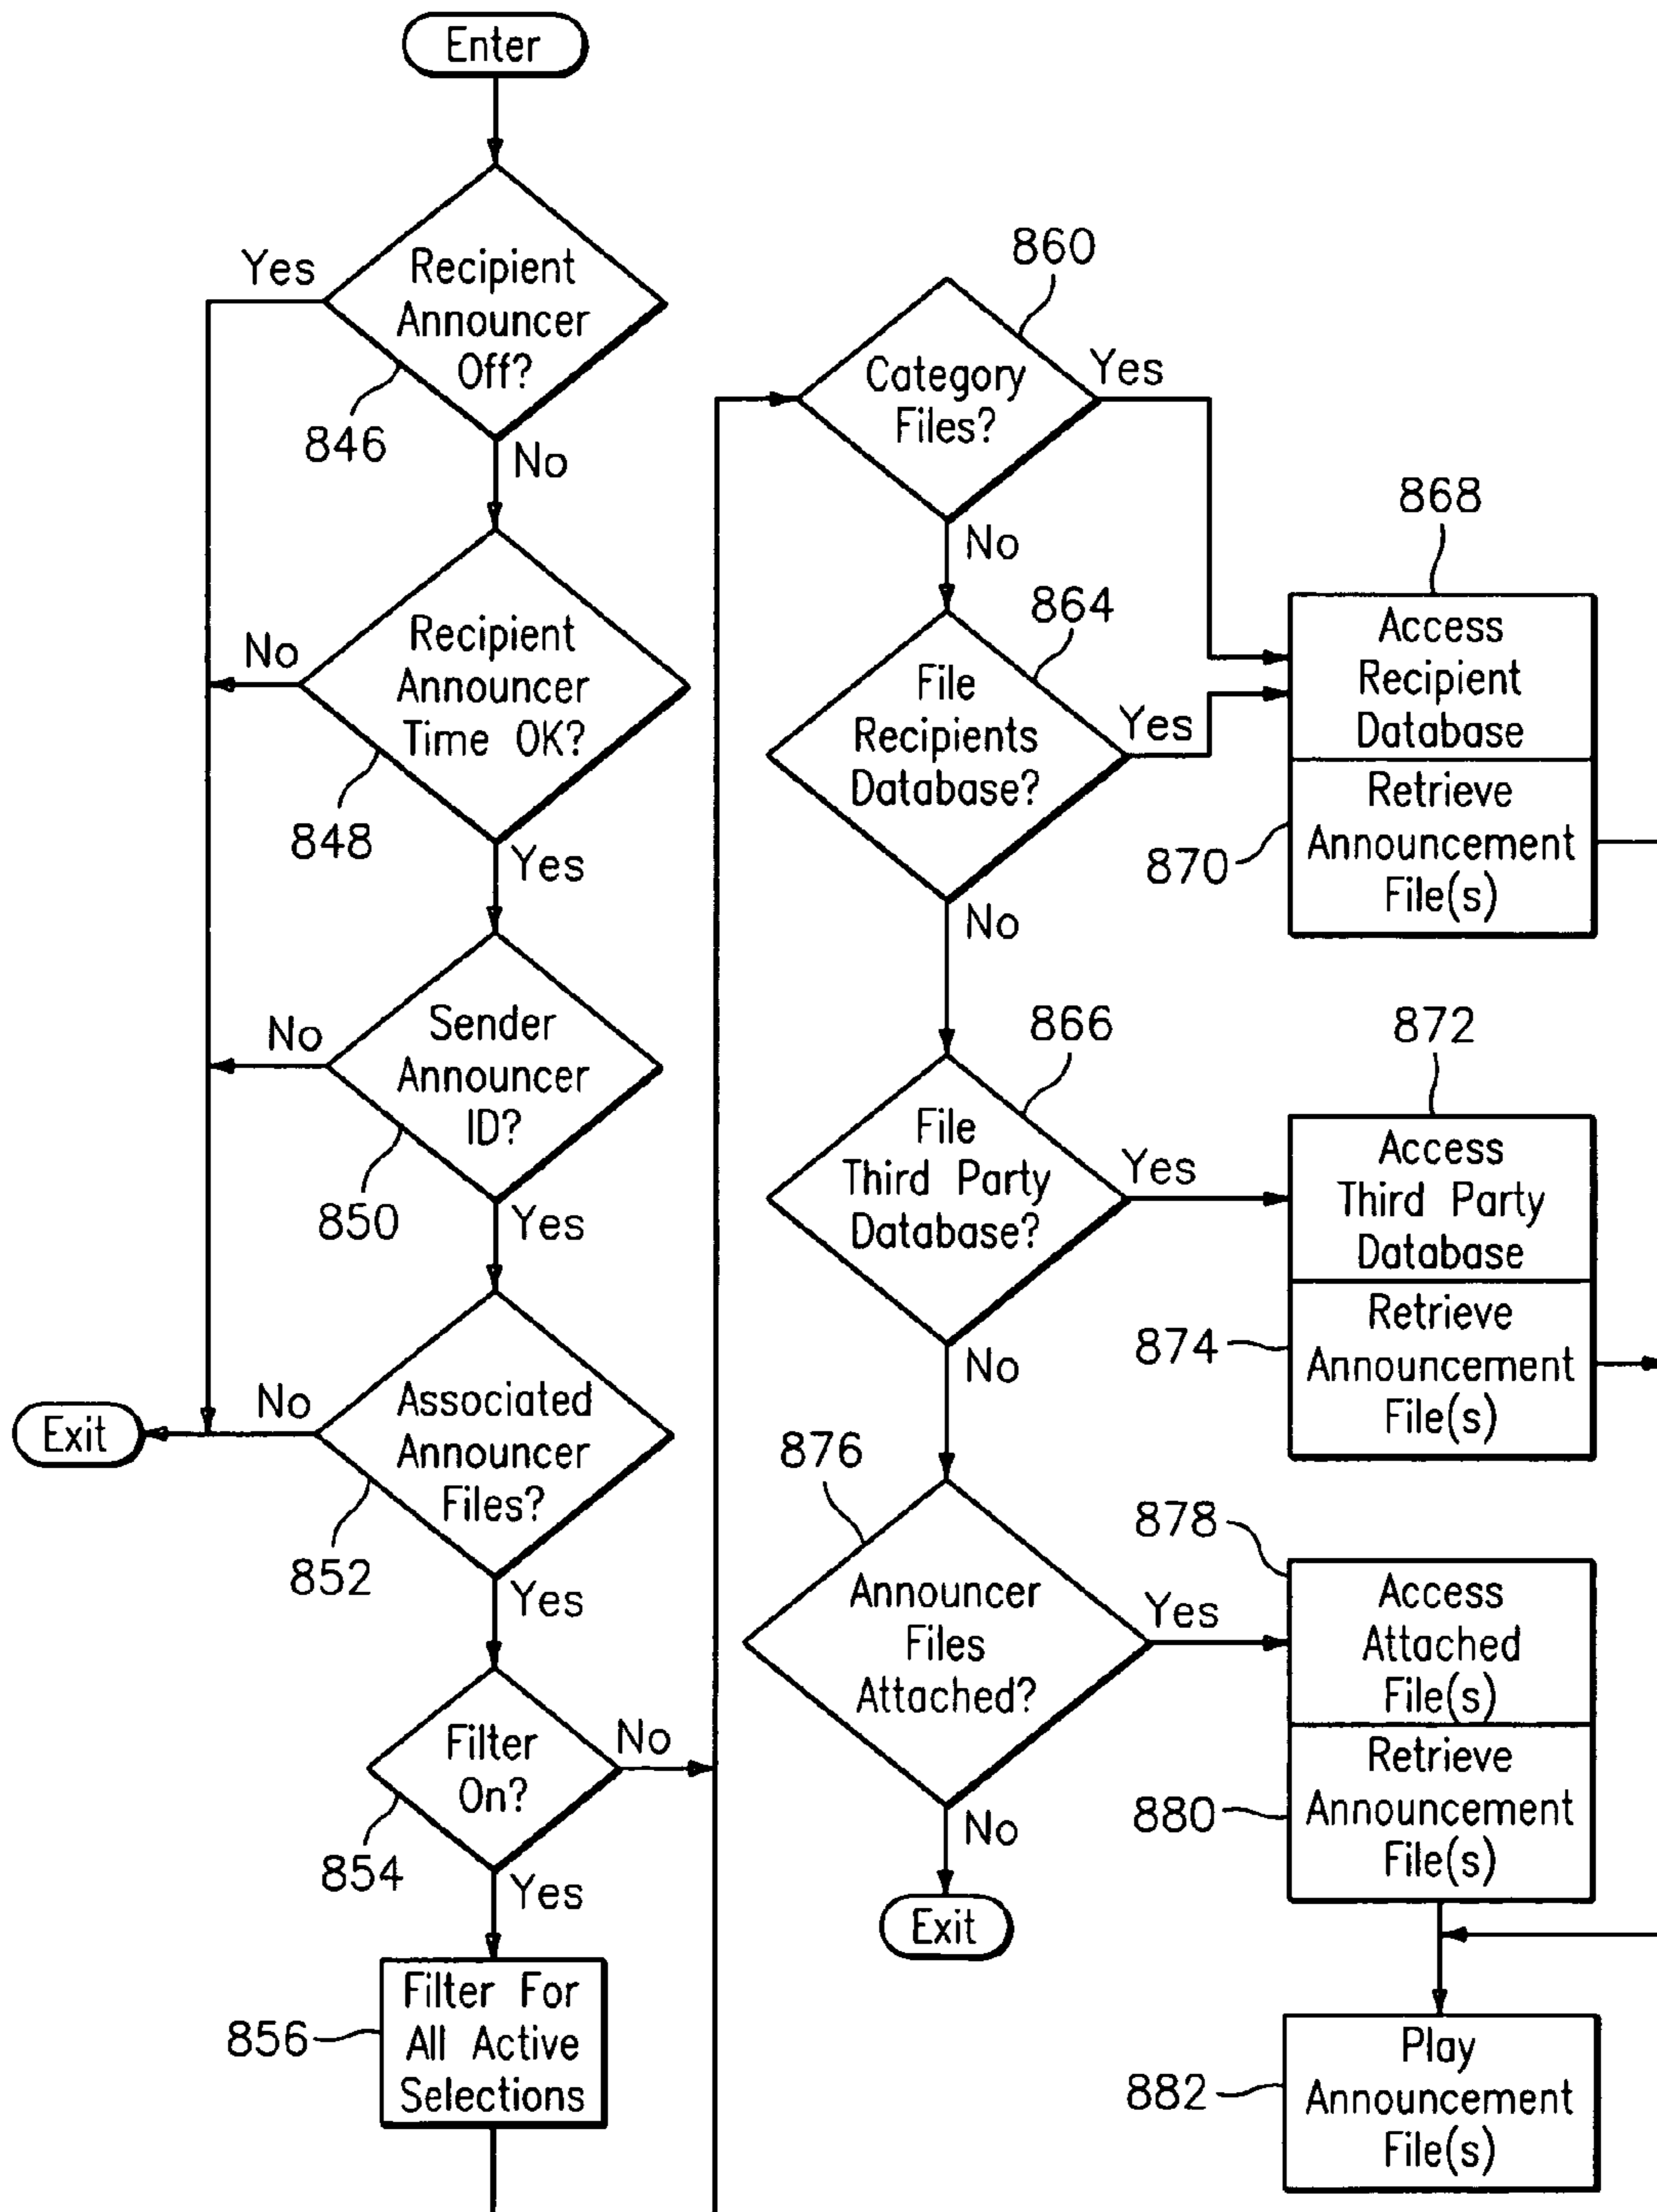 Enter
Yes
Recipient
Announcer
Off?
846
No
No
Recipient
Announcer
Time OK?
848
Yes
No
Sender
Announcer
ID?
850
Yes
Exit
No
Associated
Announcer
Files?
852
Yes
Filter
On?
No
854
Yes
Filter For
All Active
Selections
856
860
Category
Files?
Yes
No
864
File
Recipients
Database?
Yes
No
868
Access
Recipient
Database
870
Retrieve
Announcement
File(s)
866
File
Third Party
Database?
Yes
No
872
Access
Third Party
Database
874
Retrieve
Announcement
File(s)
876
Announcer
Files
Attached?
Yes
No
Exit
878
Access
Attached
File(s)
880
Retrieve
Announcement
File(s)
882
Play
Announcement
File(s)